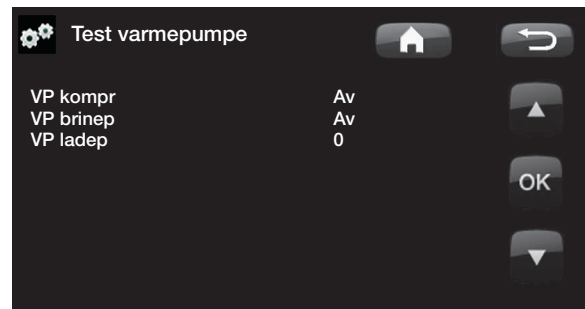 Test varmepumpe
VP kompr Av
VP brinep Av
VP ladep 0
OK